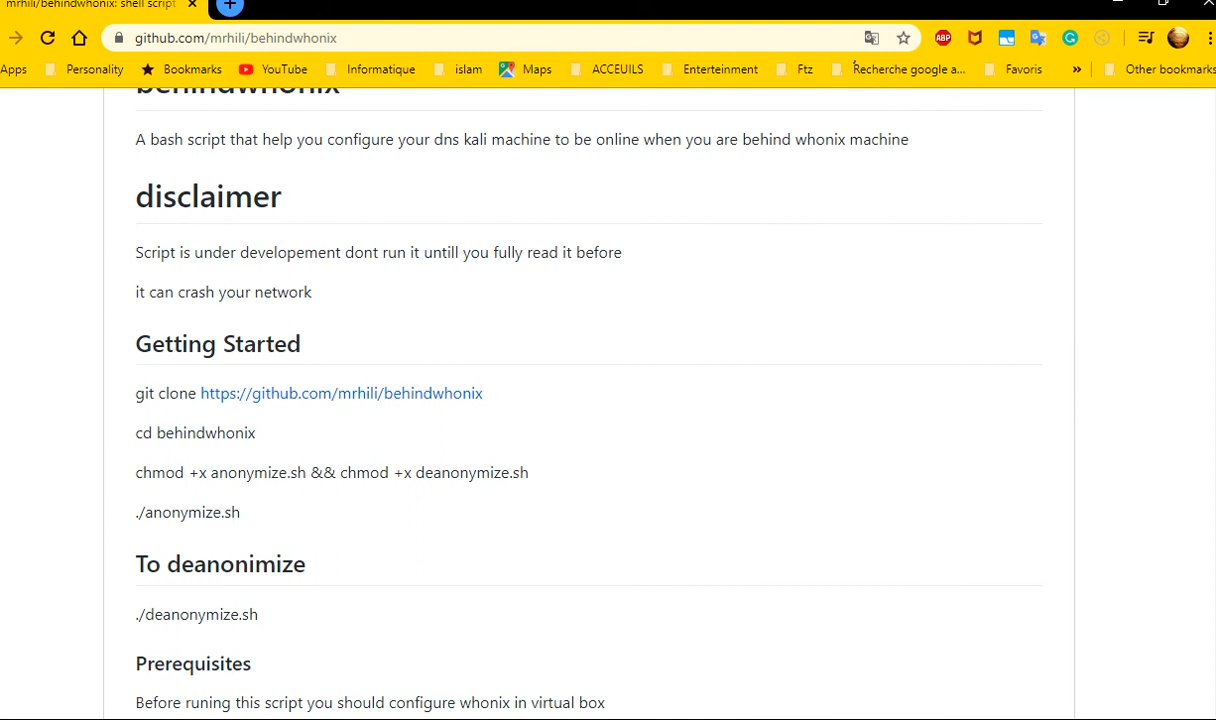 mrhili/behindwhonix: shell script
github.com/mrhili/behindwhonix
ABP
Apps Personality Bookmarks YouTube Informatique islam Maps ACCEUILS Enterteinment Ftz Recherche google a... Favoris » Other bookmarks
behindwhonix
A bash script that help you configure your dns kali machine to be online when you are behind whonix machine
disclaimer
Script is under developement dont run it untill you fully read it before
it can crash your network
Getting Started
git clone https://github.com/mrhili/behindwhonix
cd behindwhonix
chmod +x anonymize.sh && chmod +x deanonymize.sh
./anonymize.sh
To deanonimize
./deanonymize.sh
Prerequisites
Before runing this script you should configure whonix in virtual box